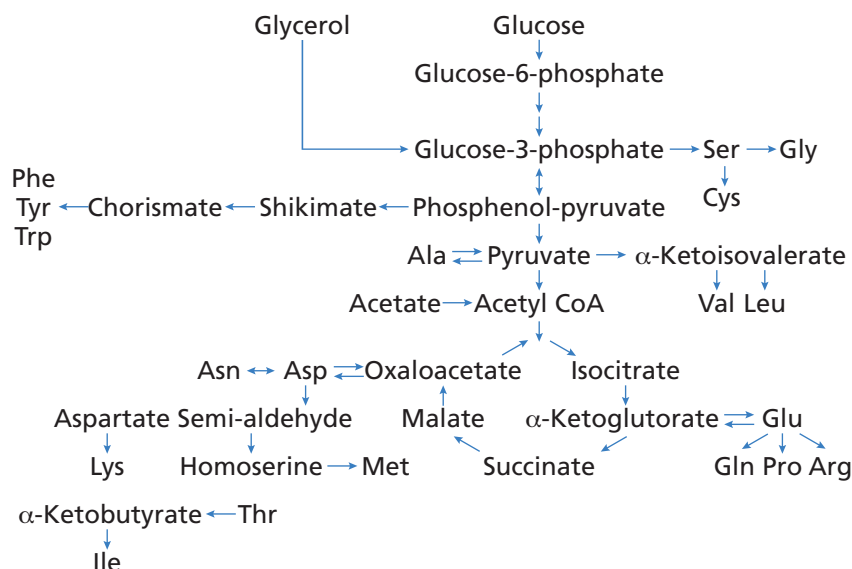 Glycerol Glucose
Glucose-6-phosphate
Glucose-3-phosphate Ser Gly
Cys
Phe
Tyr Chorismate Shikimate Phosphenol-pyruvate
Trp
Ala Pyruvate α-Ketoisovalerate
Acetate Acetyl CoA Val Leu
Asn Asp Oxaloacetate Isocitrate
Aspartate Semi-aldehyde Malate α-Ketoglutorate Glu
Lys Homoserine Met Succinate Gln Pro Arg
α-Ketobutyrate Thr
Ile